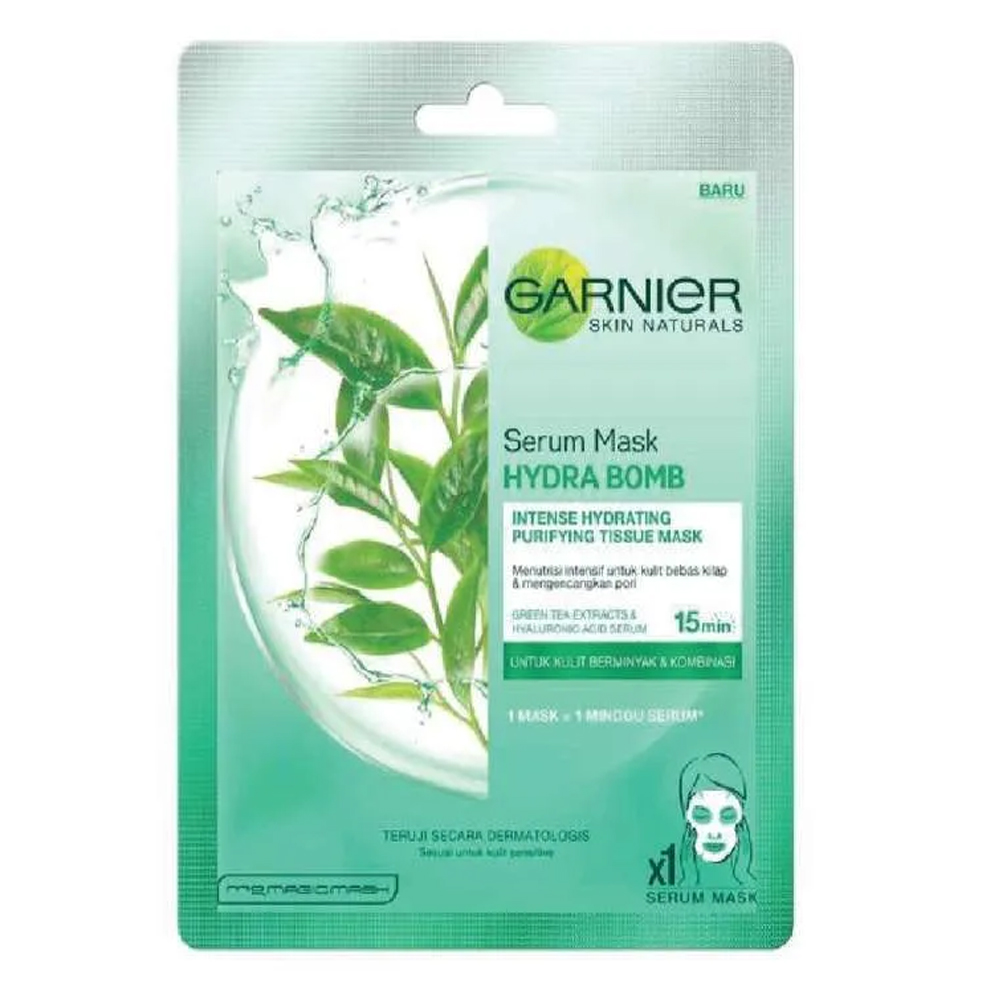 BARU
GARNIER
SKIN NATURALS
Serum Mask
HYDRA BOMB
INTENSE HYDRATING
PURIFYING TISSUE MASK
Menutrisi intensif untuk kulit bebas kilap
& mengencangkan pori
GREEN TEA EXTRACTS &
HYALURONIC ACID SERUM
15min
UNTUK KULIT BERMINYAK & KOMBINASI
1 MASK = 1 MINGGU SERUM*
TERUJI SECARA DERMATOLOGIS
Sesuai untuk kulit sensitive
x1
SERUM MASK